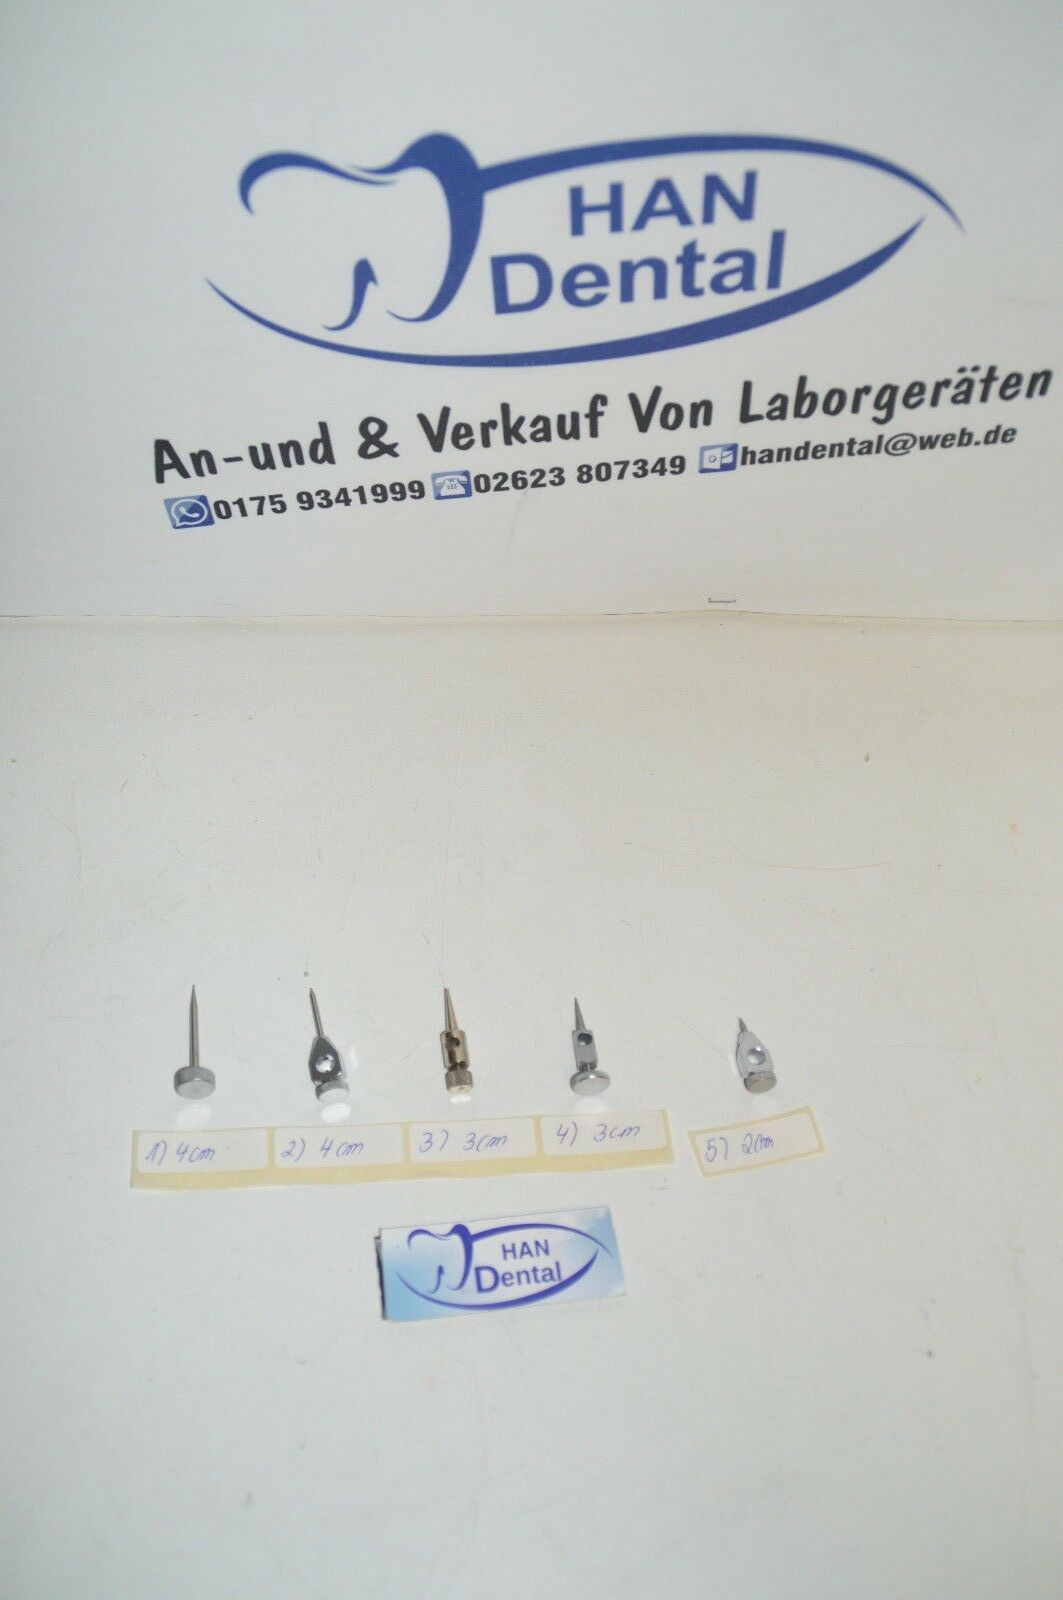 HAN
Dental
An-und & Verkauf Von Laborgeräten
0175 9341999 02623 807349 handental@web.de
1) 4cm 2) 4cm 3) 3cm 4) 3cm 5) 2cm
HAN
Dental